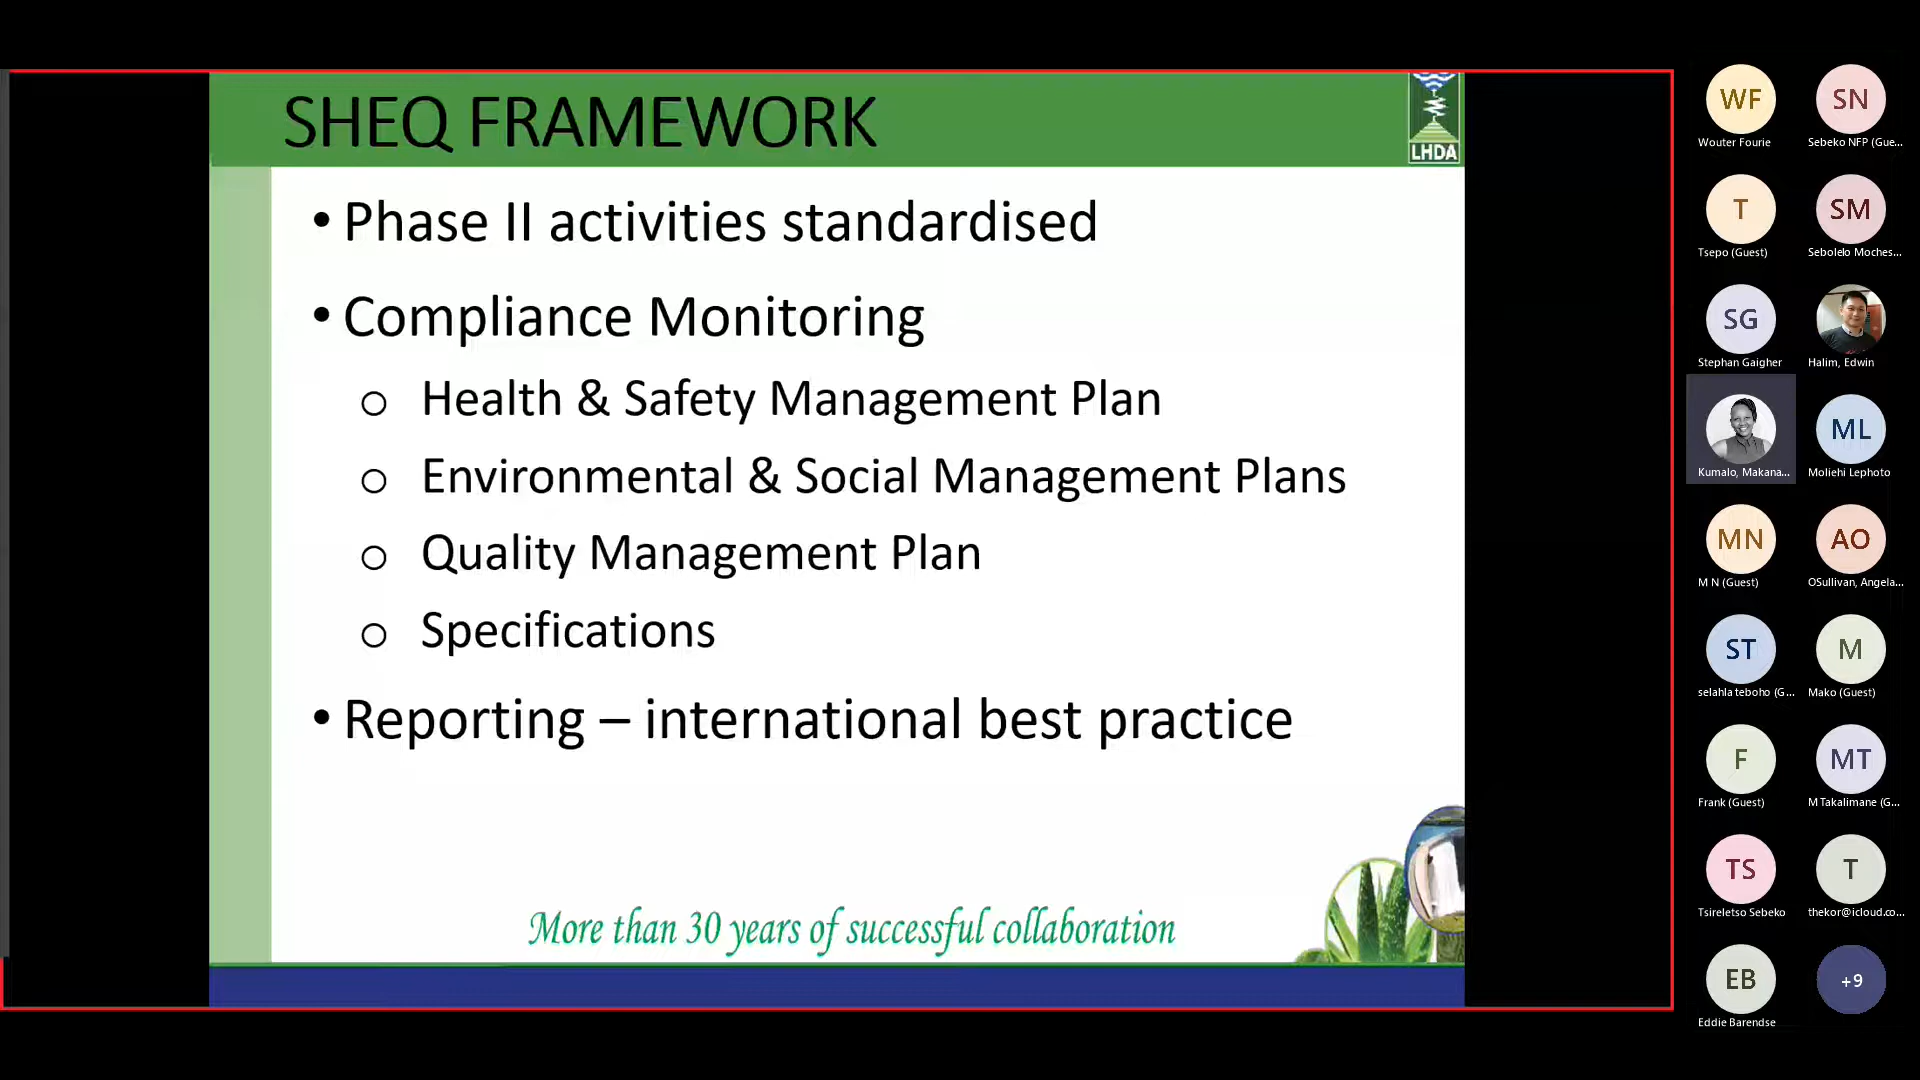 SHEQ FRAMEWORK
LHDA
• Phase II activities standardised
• Compliance Monitoring
o Health & Safety Management Plan
o Environmental & Social Management Plans
o Quality Management Plan
o Specifications
• Reporting – international best practice
More than 30 years of successful collaboration
WF
Wouter Fourie
SN
Sebeko NFP (Gue...
T
Tsepo (Guest)
SM
Sebolelo Moches...
SG
Stephan Gaigher
Halim, Edwin
Kumalo, Makana...
ML
Moliehi Lephoto
MN
M N (Guest)
AO
OSullivan, Angela...
ST
selahla teboho (G...
M
Mako (Guest)
F
Frank (Guest)
MT
M Takalimane (G...
TS
Tsireletso Sebeko
T
thekor@icloud.co...
EB
Eddie Barendse
+9